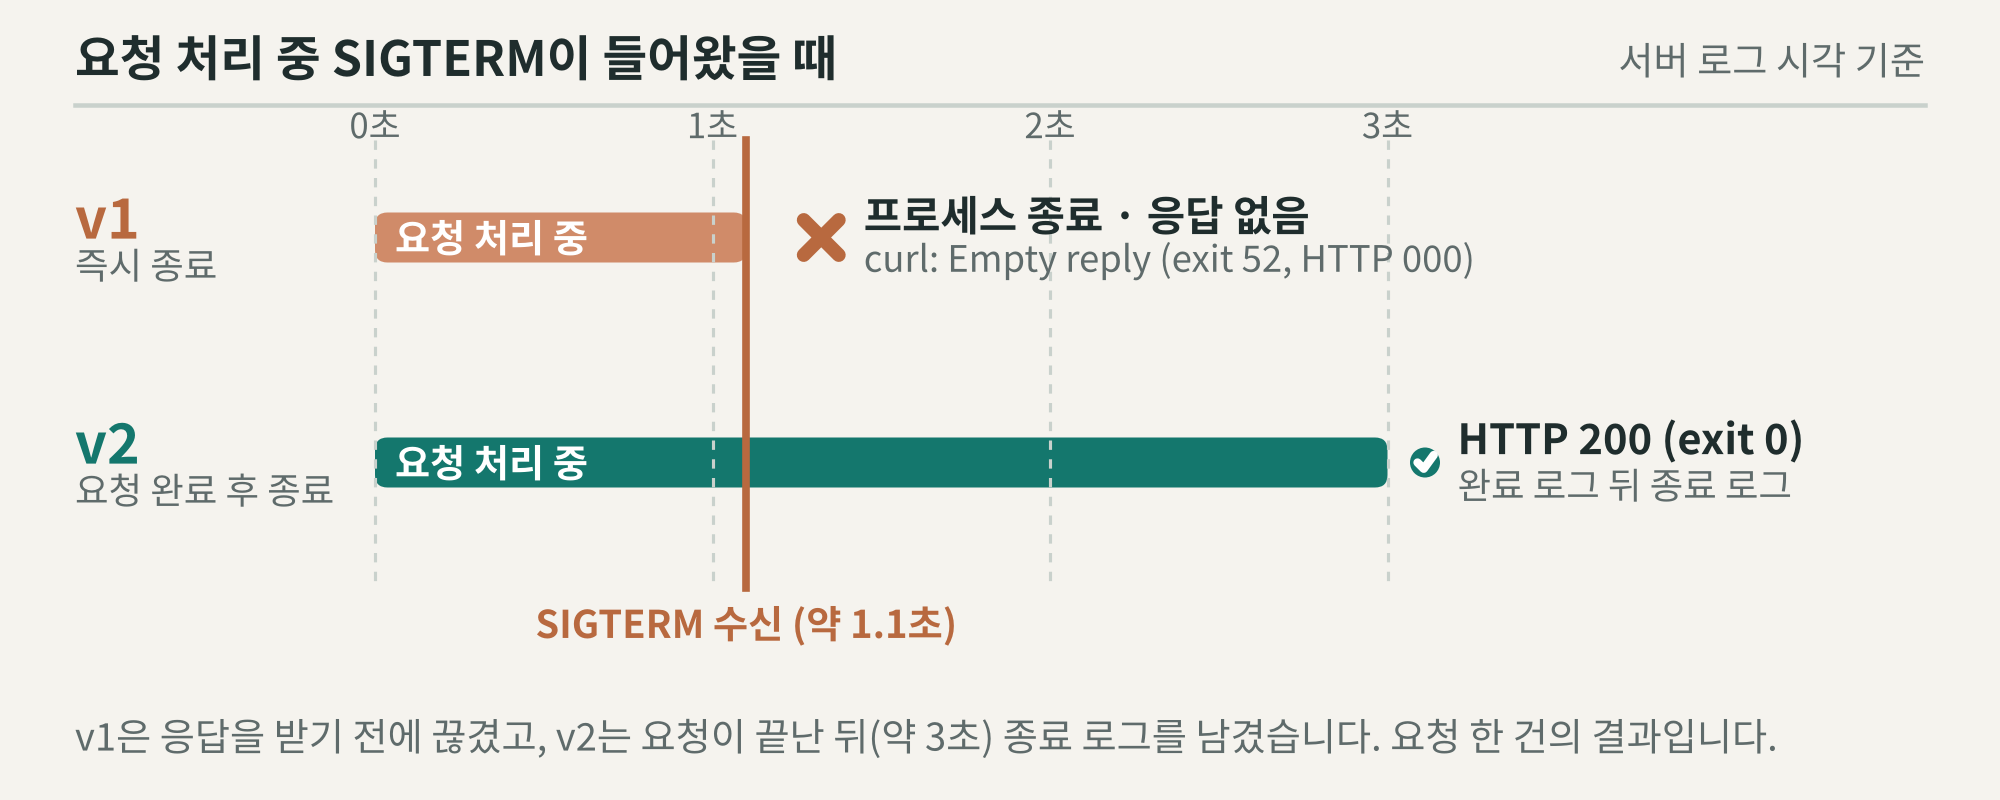 요청 처리 중 SIGTERM이 들어왔을 때
서버 로그 시각 기준
0초
1초
2초
3초
v1
즉시 종료
요청 처리 중
프로세스 종료 · 응답 없음
curl: Empty reply (exit 52, HTTP 000)
v2
요청 완료 후 종료
요청 처리 중
HTTP 200 (exit 0)
완료 로그 뒤 종료 로그
SIGTERM 수신 (약 1.1초)
v1은 응답을 받기 전에 끊겼고, v2는 요청이 끝난 뒤(약 3초) 종료 로그를 남겼습니다. 요청 한 건의 결과입니다.